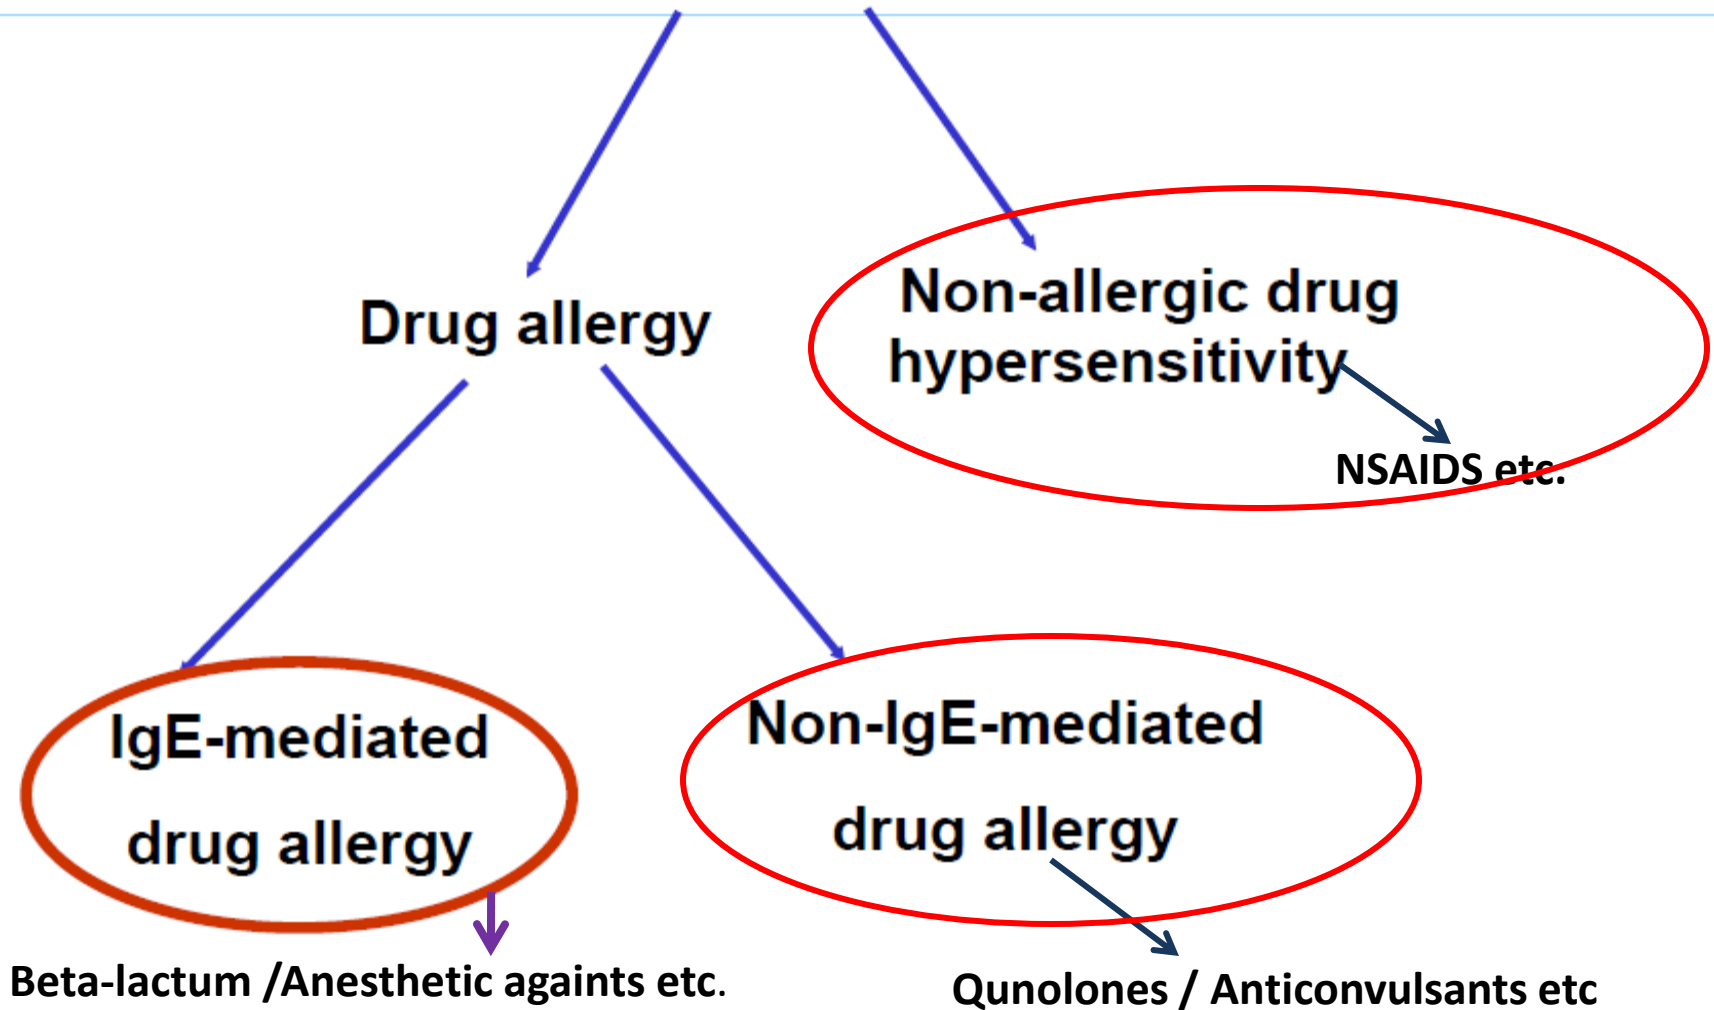 Drug allergy
Non-allergic drug
hypersensitivity
NSAIDS etc.
IgE-mediated
drug allergy
Non-IgE-mediated
drug allergy
Beta-lactum /Anesthetic againts etc.
Qunolones / Anticonvulsants etc